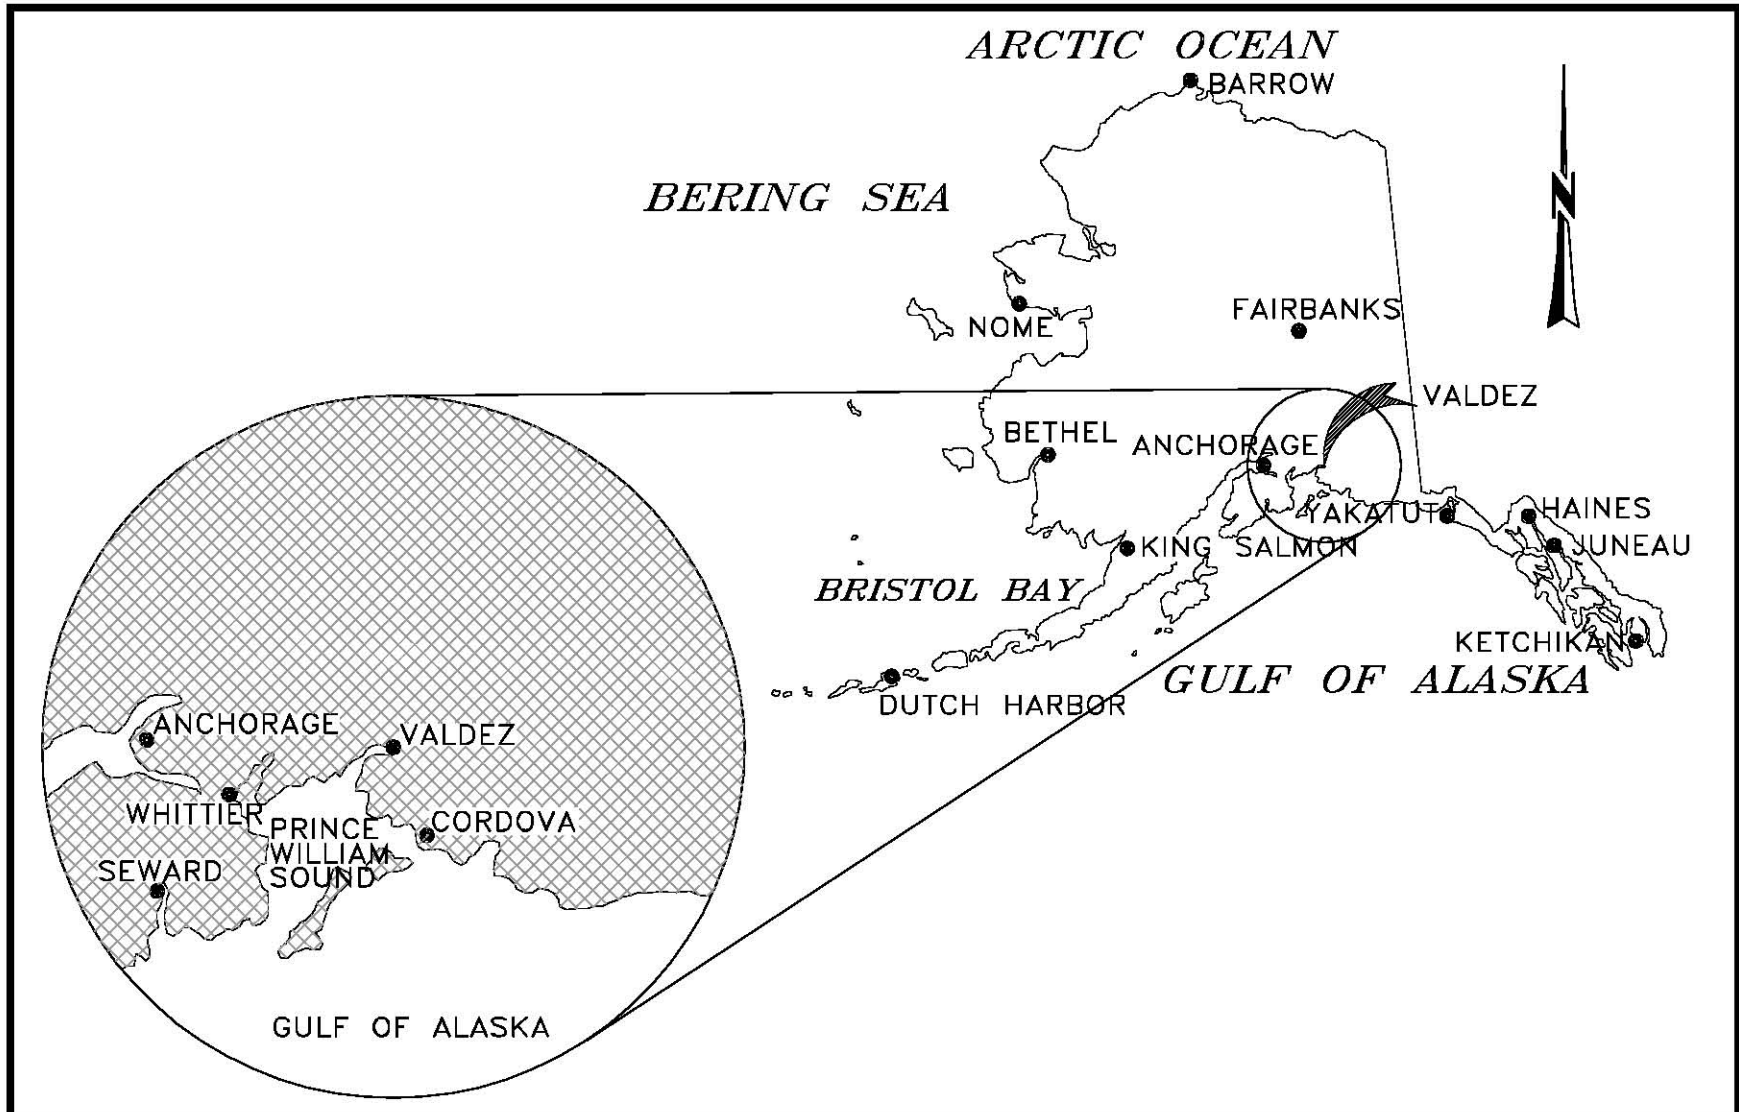 ARCTIC OCEAN
BARROW
BERING SEA
N
FAIRBANKS
NOME
VALDEZ
BETHEL
ANCHORAGE
YAKATUT
HAINES
KING SALMON
JUNEAU
BRISTOL BAY
KETCHIKAN
GULF OF ALASKA
DUTCH HARBOR
ANCHORAGE
VALDEZ
WHITTIER
CORDOVA
PRINCE
WILLIAM
SOUND
SEWARD
GULF OF ALASKA